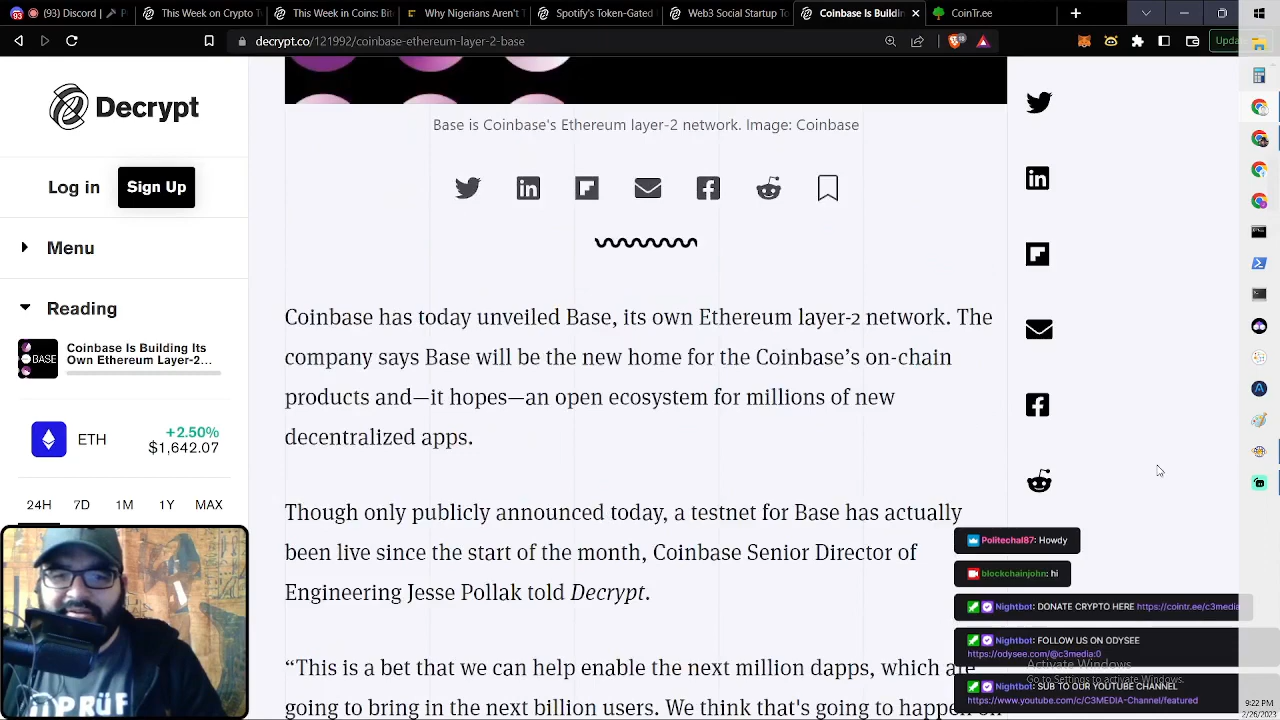 93
(93) Discord |
This Week on Crypto T
This Week in Coins: Bit
Why Nigerians Aren't T
Spotify's Token-Gated
Web3 Social Startup To
Coinbase Is Buildin
CoinTr.ee
decrypt.co/121992/coinbase-ethereum-layer-2-base
18
Upda
Decrypt
Log in
Sign Up
Menu
Reading
BASE
Coinbase Is Building Its
Own Ethereum Layer-2...
ETH
+2.50%
$1,642.07
24H
7D
1M
1Y
MAX
Base is Coinbase's Ethereum layer-2 network. Image: Coinbase
Coinbase has today unveiled Base, its own Ethereum layer-2 network. The
company says Base will be the new home for the Coinbase’s on-chain
products and—it hopes—an open ecosystem for millions of new
decentralized apps.
Though only publicly announced today, a testnet for Base has actually
been live since the start of the month, Coinbase Senior Director of
Engineering Jesse Pollak told Decrypt.
“This is a bet that we can help enable the next million dapps, which are
going to bring in the next billion users. We think that's going to happen on
Politechal87: Howdy
blockchainjohn: hi
Nightbot: DONATE CRYPTO HERE https://cointr.ee/c3media
Nightbot: FOLLOW US ON ODYSEE
https://odysee.com/@c3media:0
Activate Windows
Go to Settings to activate Windows.
Nightbot: SUB TO OUR YOUTUBE CHANNEL
https://www.youtube.com/c/C3MEDIA-Channel/featured
9:22 PM